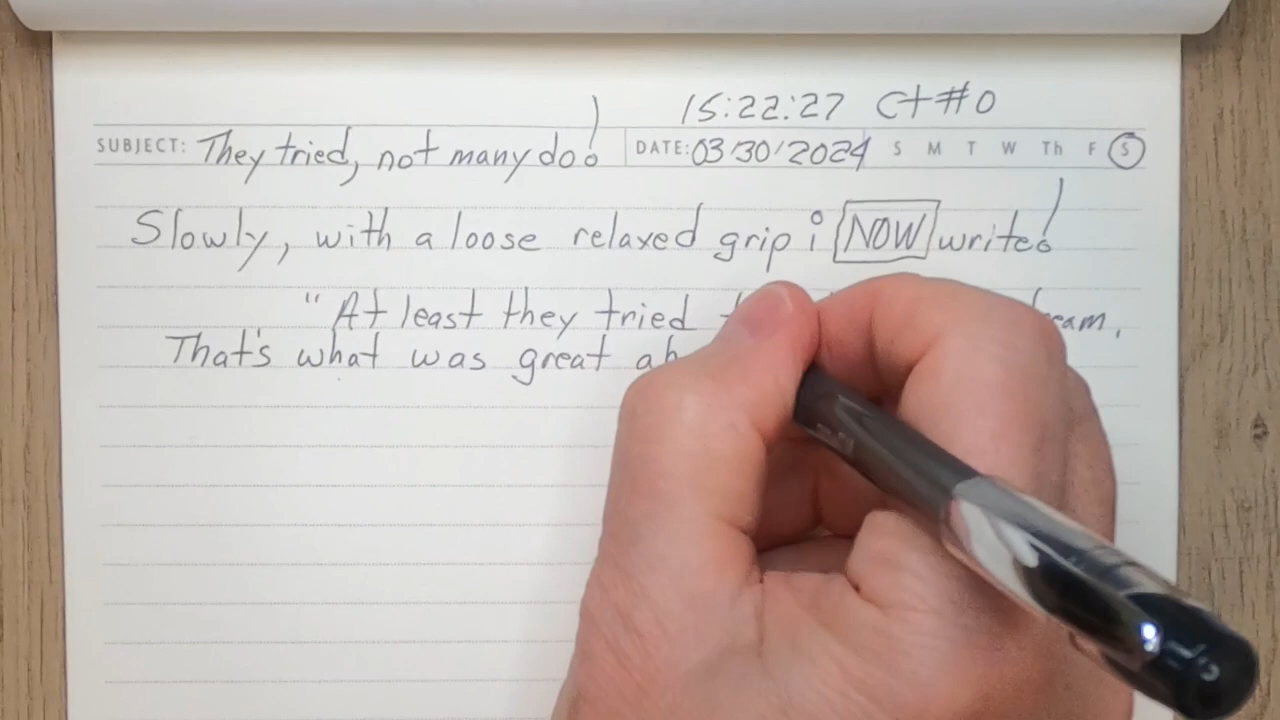 15:22:27 C+#0
SUBJECT: They tried, not many do! DATE: 03/30/2024 S M T W Th F S
Slowly, with a loose relaxed grip i NOW write!
"At least they tried
That's what was great